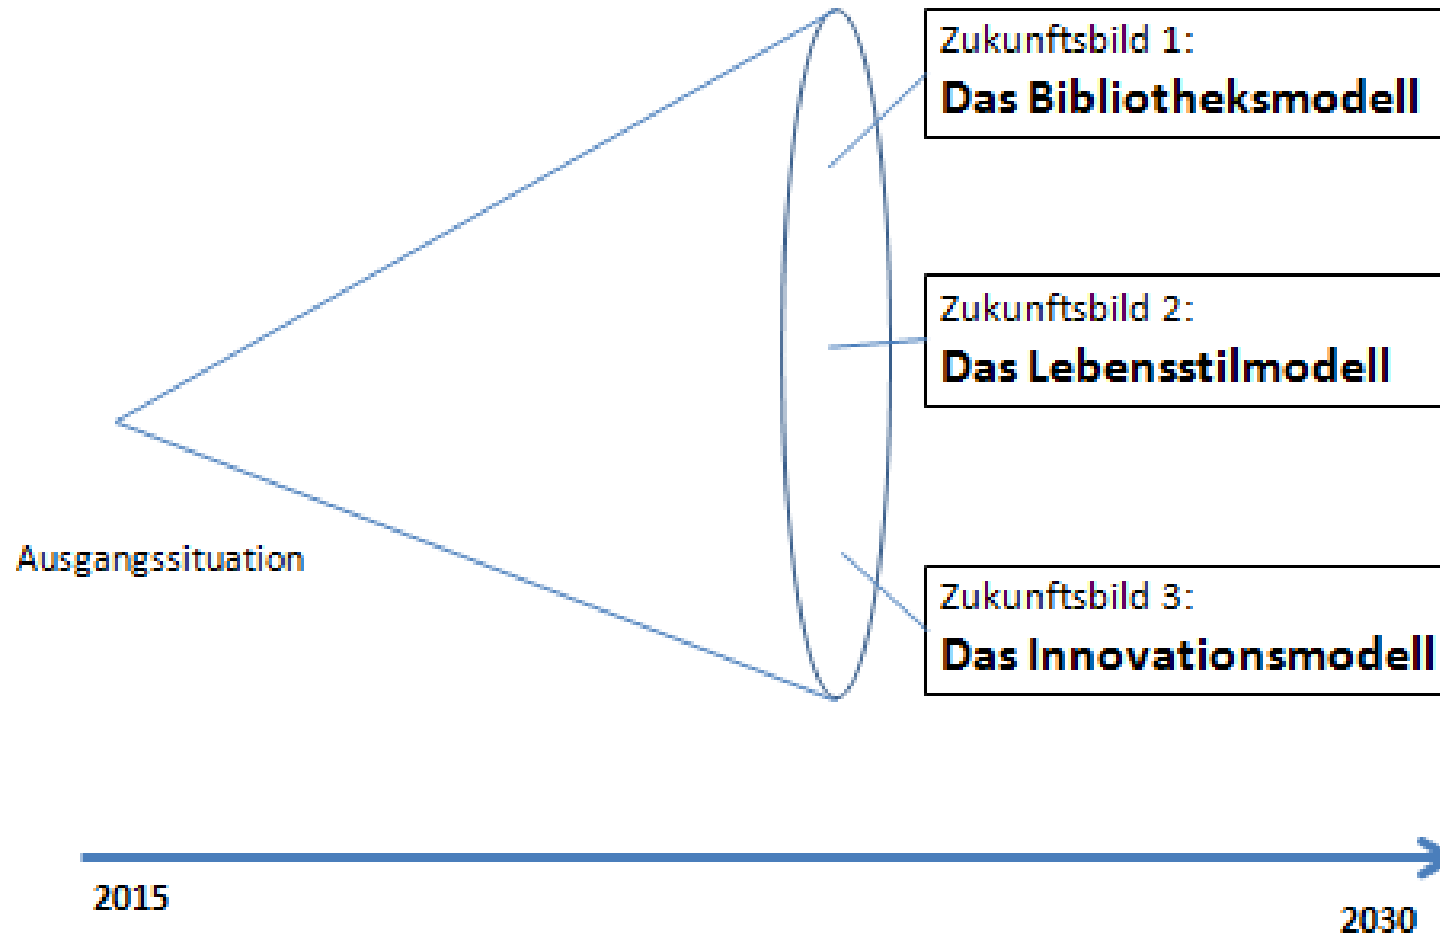 Zukunftsbild 1:
Das Bibliotheksmodell
Zukunftsbild 2:
Das Lebensstilmodell
Ausgangssituation
Zukunftsbild 3:
Das Innovationsmodell
2015
2030